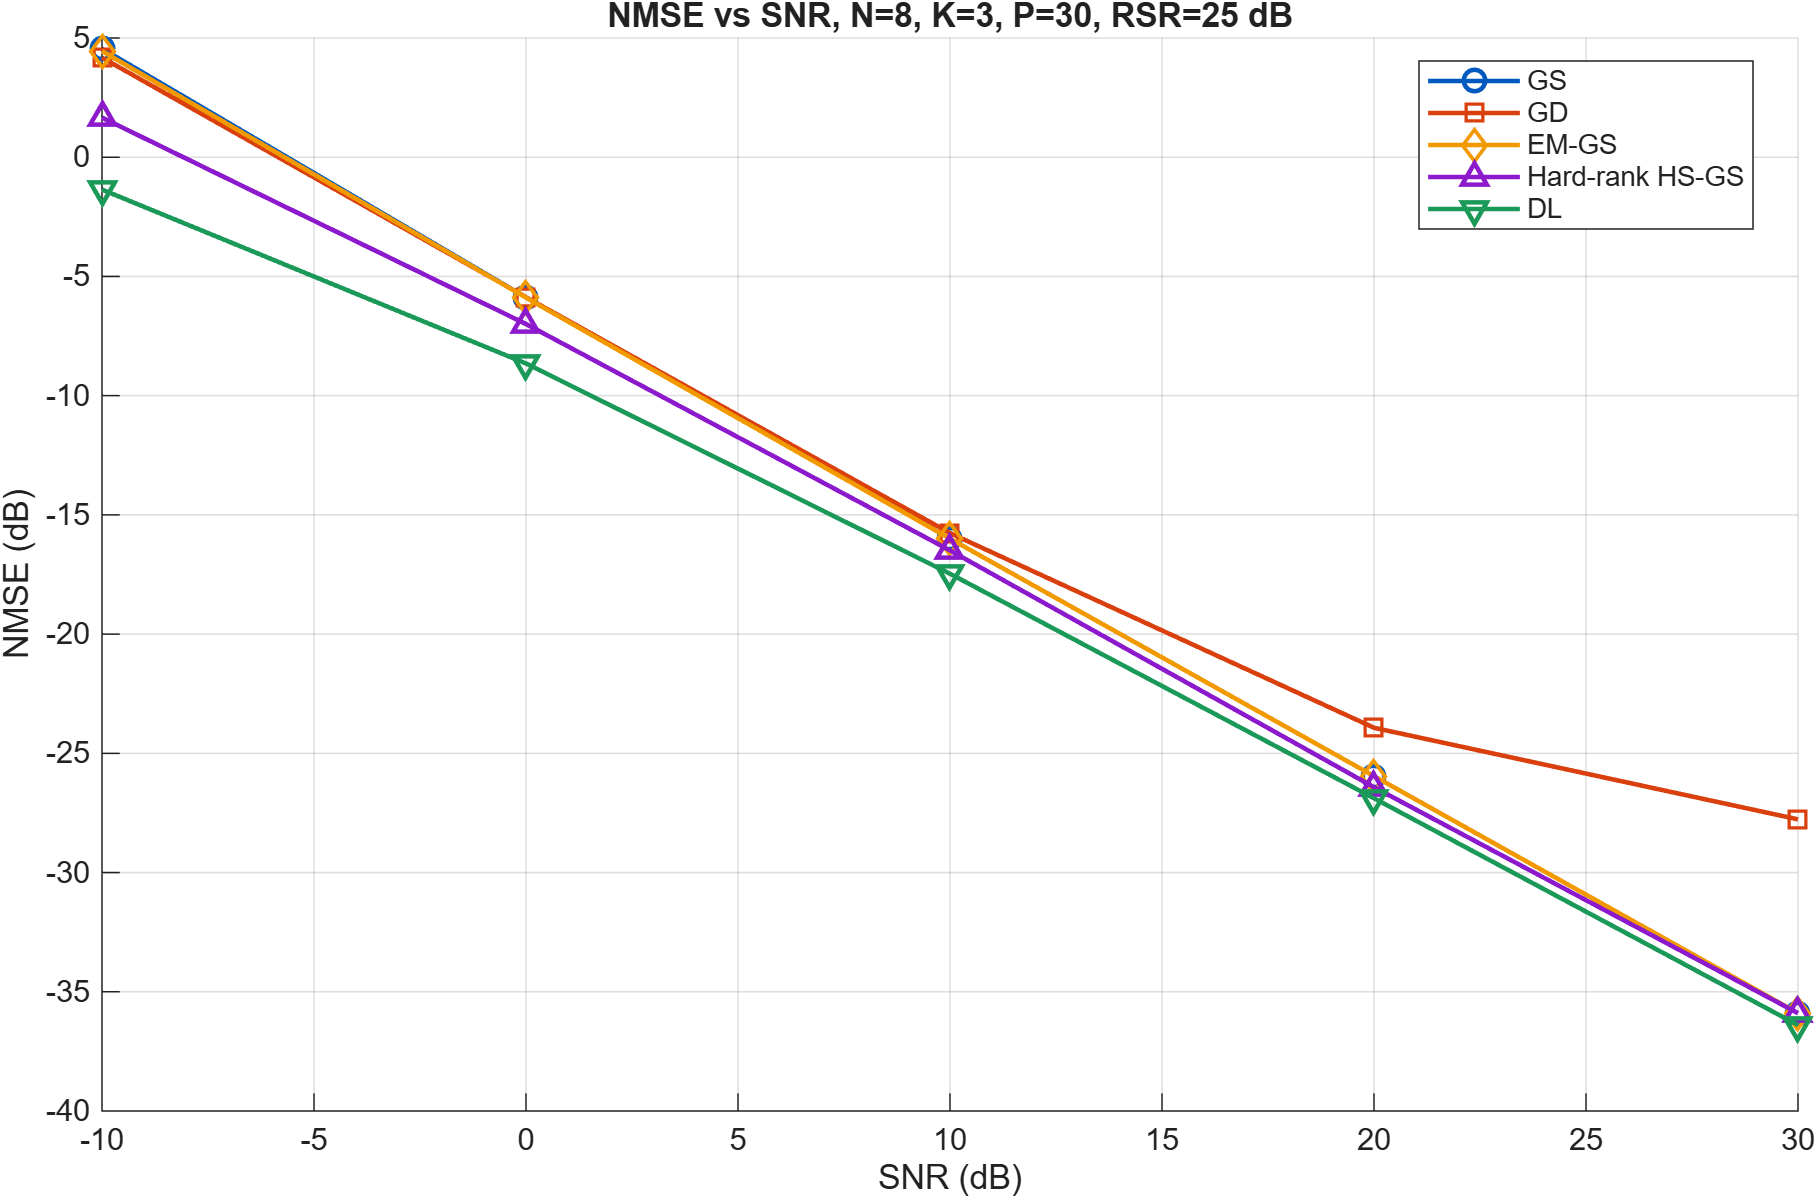 NMSE vs SNR, N=8, K=3, P=30, RSR=25 dB
GS
GD
EM-GS
Hard-rank HS-GS
DL
NMSE (dB)
5
0
-5
-10
-15
-20
-25
-30
-35
-40
-10 -5 0 5 10 15 20 25 30
SNR (dB)